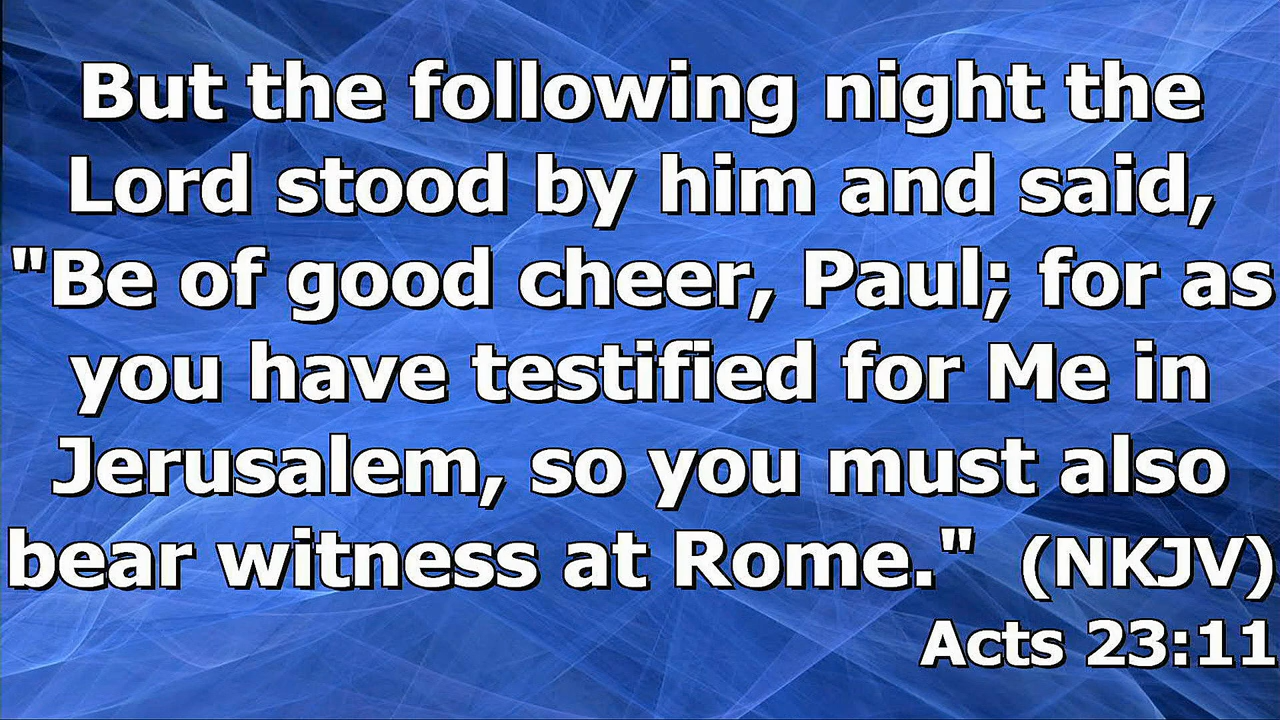 But the following night the
Lord stood by him and said,
"Be of good cheer, Paul; for as
you have testified for Me in
Jerusalem, so you must also
bear witness at Rome." (NKJV)
Acts 23:11